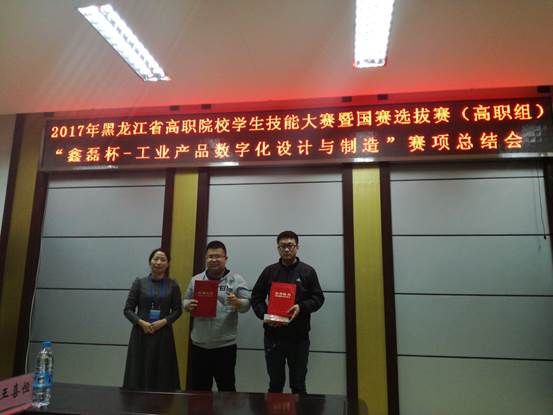 2017年黑龙江省高职院校学生技能大赛暨国赛选拔赛（高职组）
“鑫磊杯-工业产品数字化设计与制造”赛项总结会